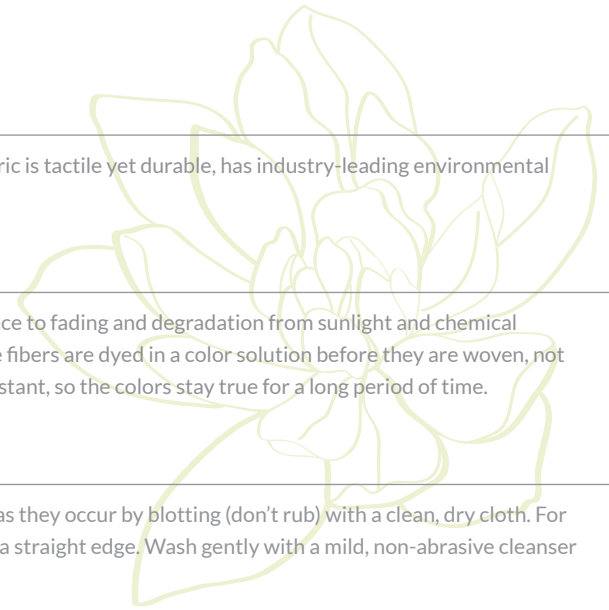 ric is tactile yet durable, has industry-leading environmental
ce to fading and degradation from sunlight and chemical
fibers are dyed in a color solution before they are woven, not
stant, so the colors stay true for a long period of time.
as they occur by blotting (don’t rub) with a clean, dry cloth. For
a straight edge. Wash gently with a mild, non-abrasive cleanser